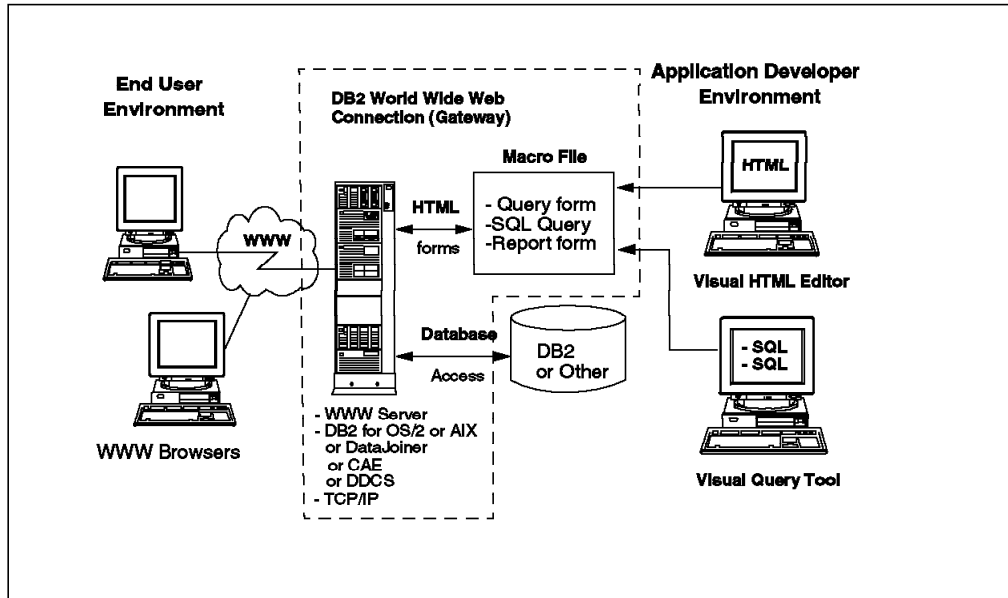 End User
Environment
DB2 World Wide Web
Connection (Gateway)
Application Developer
Environment
Macro File
HTML
forms
- Query form
-SQL Query
-Report form
HTML
Visual HTML Editor
WWW
Database
Access
DB2
or Other
- SQL
- SQL
Visual Query Tool
WWW Browsers
- WWW Server
- DB2 for OS/2 or AIX
or DataJoiner
or CAE
or DDCS
- TCP/IP